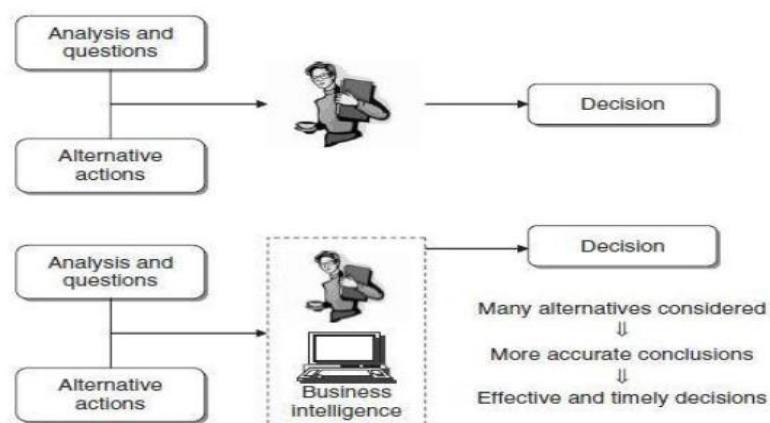 Analysis and
questions
Decision
Alternative
actions
Analysis and
questions
Decision
Many alternatives considered
⇓
More accurate conclusions
⇓
Effective and timely decisions
Business
intelligence
Alternative
actions